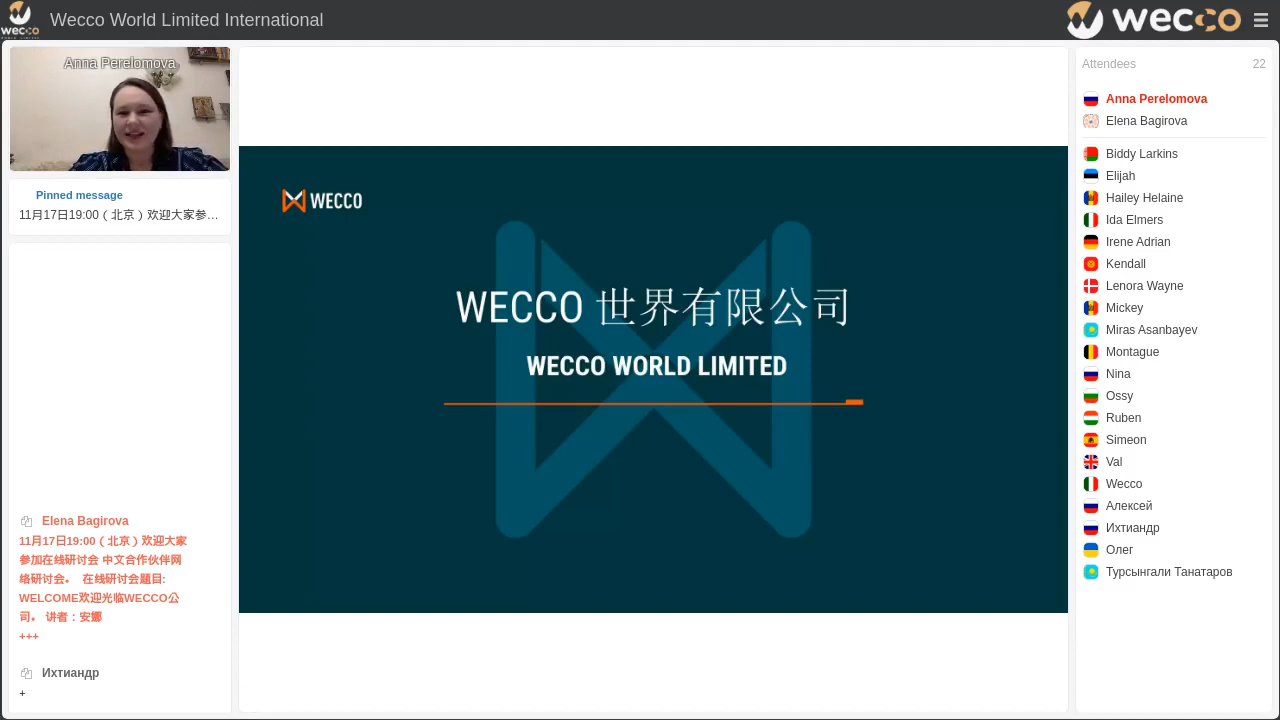 wecco
Wecco World Limited International
wecco
Anna Perelomova
Pinned message
11月17日19:00 ( 北京 ) 欢迎大家参…
Elena Bagirova
11月17日19:00 ( 北京 ) 欢迎大家
参加在线研讨会 中文合作伙伴网
络研讨会。 在线研讨会题目:
WELCOME欢迎光临WECCO公
司。 讲者：安娜
+++
Ихтиандр
+
WECCO
WECCO 世界有限公司
WECCO WORLD LIMITED
Attendees 22
Anna Perelomova
Elena Bagirova
Biddy Larkins
Elijah
Hailey Helaine
Ida Elmers
Irene Adrian
Kendall
Lenora Wayne
Mickey
Miras Asanbayev
Montague
Nina
Ossy
Ruben
Simeon
Val
Wecco
Алексей
Ихтиандр
Олег
Турсынгали Танатаров